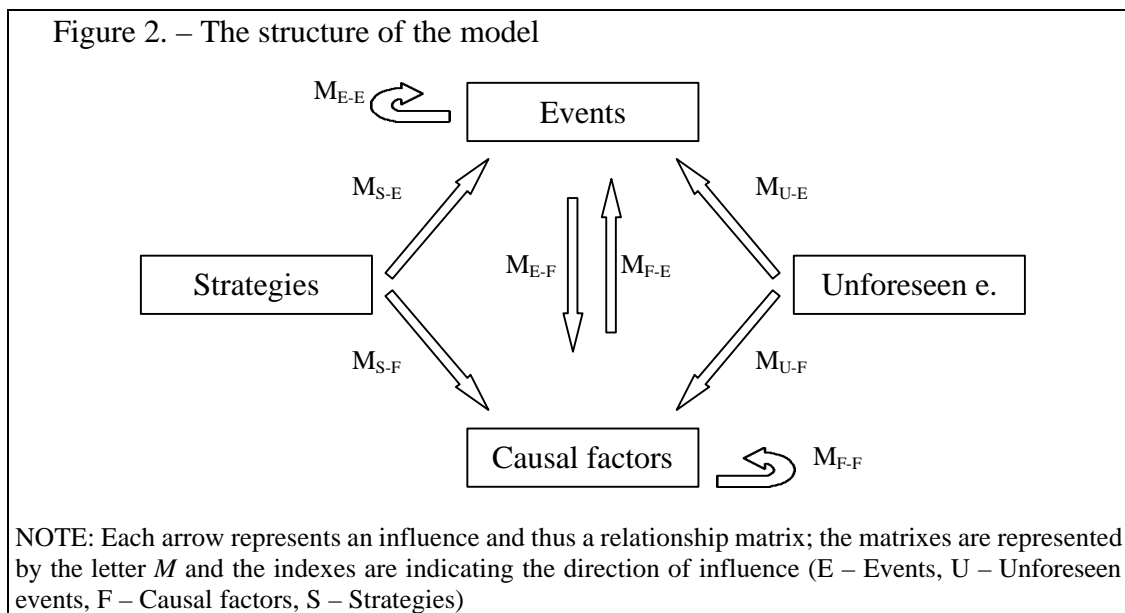 Figure 2. – The structure of the model
M_E-E
Events
M_S-E
M_U-E
Strategies
M_E-F
M_F-E
Unforeseen e.
M_S-F
M_U-F
Causal factors
M_F-F
NOTE: Each arrow represents an influence and thus a relationship matrix; the matrixes are represented
by the letter M and the indexes are indicating the direction of influence (E – Events, U – Unforeseen
events, F – Causal factors, S – Strategies)